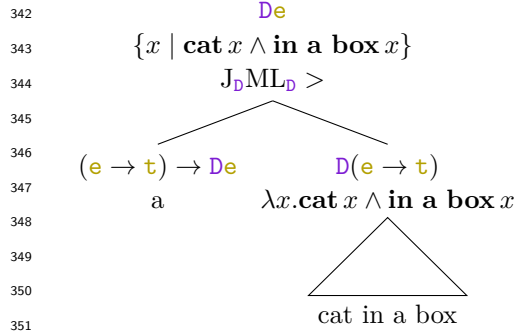 342
De
343
{x | cat x ∧ in a box x}
344
J_D ML_D >
345
346
(e → t) → De D(e → t)
347
a λx.cat x ∧ in a box x
348
349
350
cat in a box
351